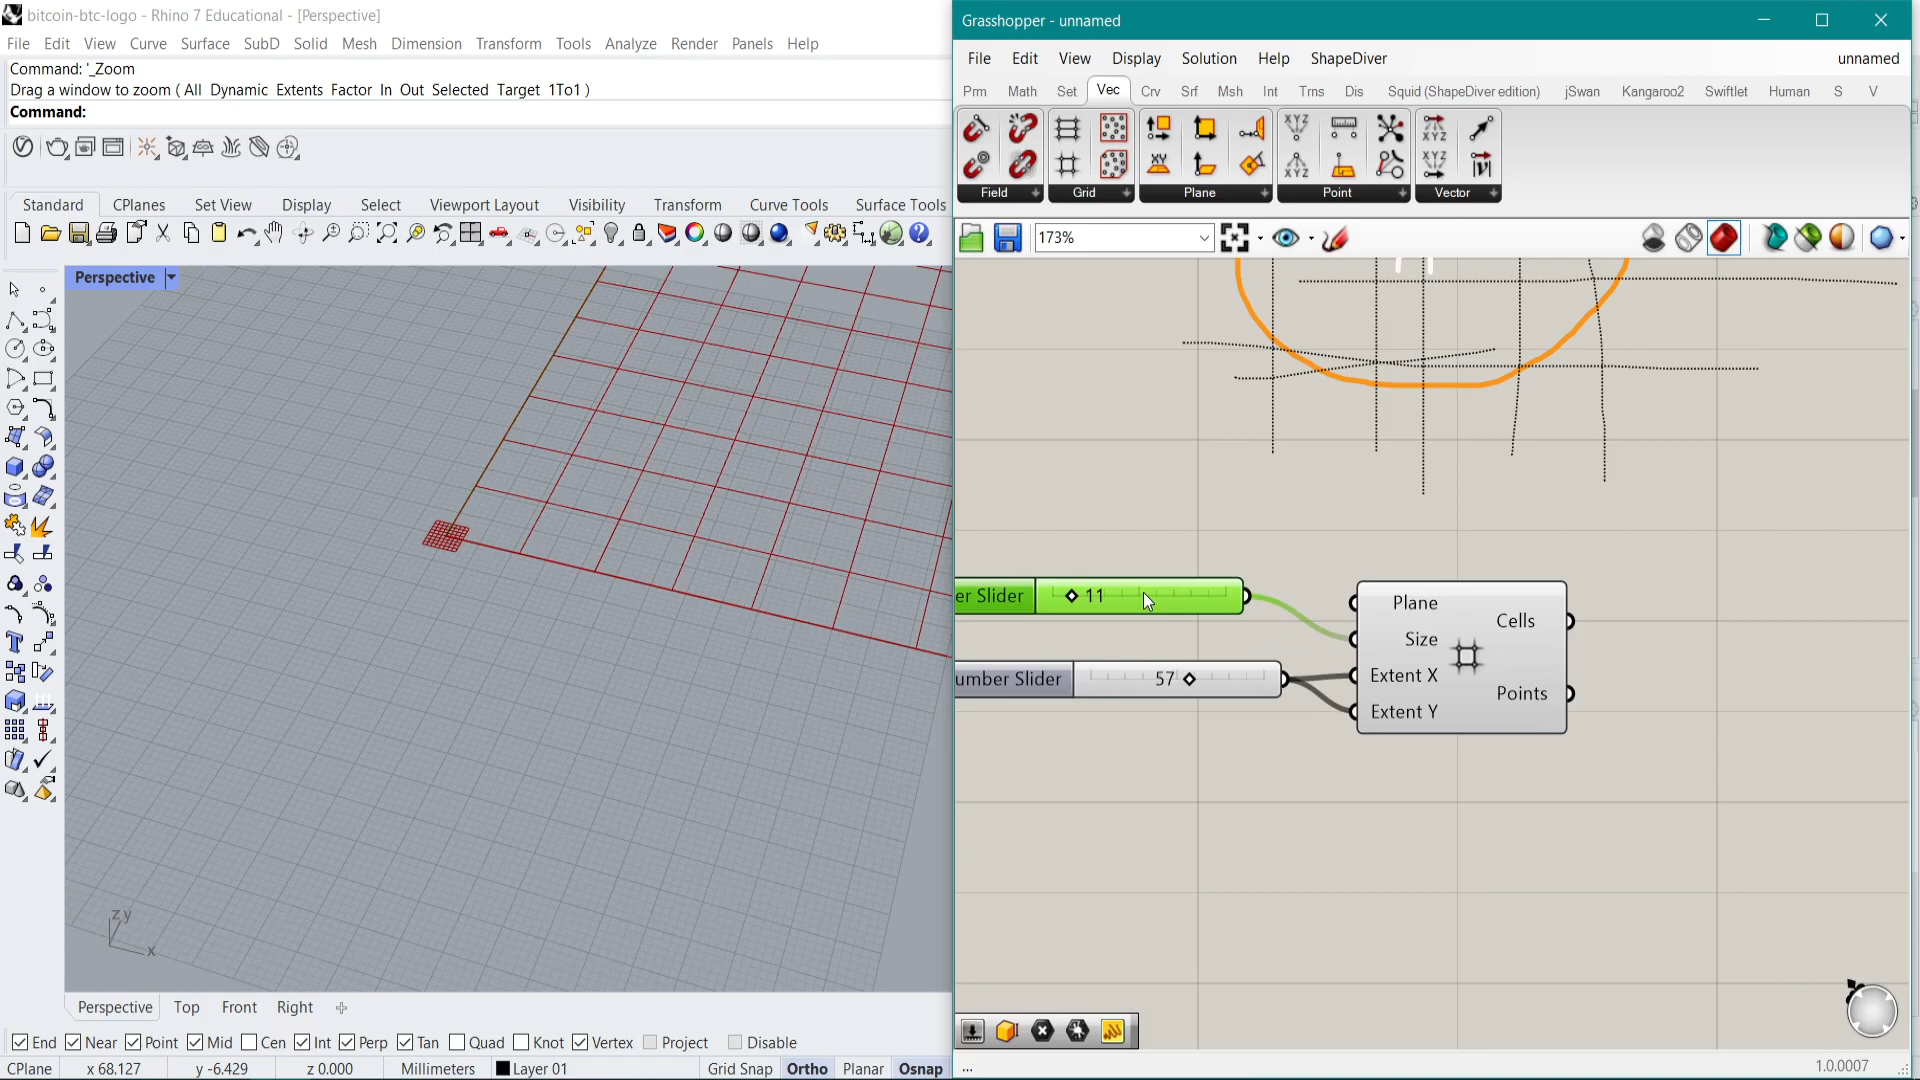 bitcoin-btc-logo - Rhino 7 Educational - [Perspective]
File Edit View Curve Surface SubD Solid Mesh Dimension Transform Tools Analyze Render Panels Help
Command: '_Zoom
Drag a window to zoom ( All Dynamic Extents Factor In Out Selected Target 1To1 )
Command:
Standard CPlanes Set View Display Select Viewport Layout Visibility Transform Curve Tools Surface Tools
Perspective
z y
x
Perspective Top Front Right
End Near Point Mid Cen Int Perp Tan Quad Knot Vertex Project Disable
CPlane x 68.127 y -6.429 z 0.000 Millimeters Layer 01 Grid Snap Ortho Planar Osnap
Grasshopper - unnamed
File Edit View Display Solution Help ShapeDiver unnamed
Prm Math Set Vec Crv Srf Msh Int Trns Dis Squid (ShapeDiver edition) jSwan Kangaroo2 Swiftlet Human S V
Field Grid Plane Point Vector
173%
er Slider 11
umber Slider 57
Plane
Size
Extent X
Extent Y
Cells
Points
... 1.0.0007